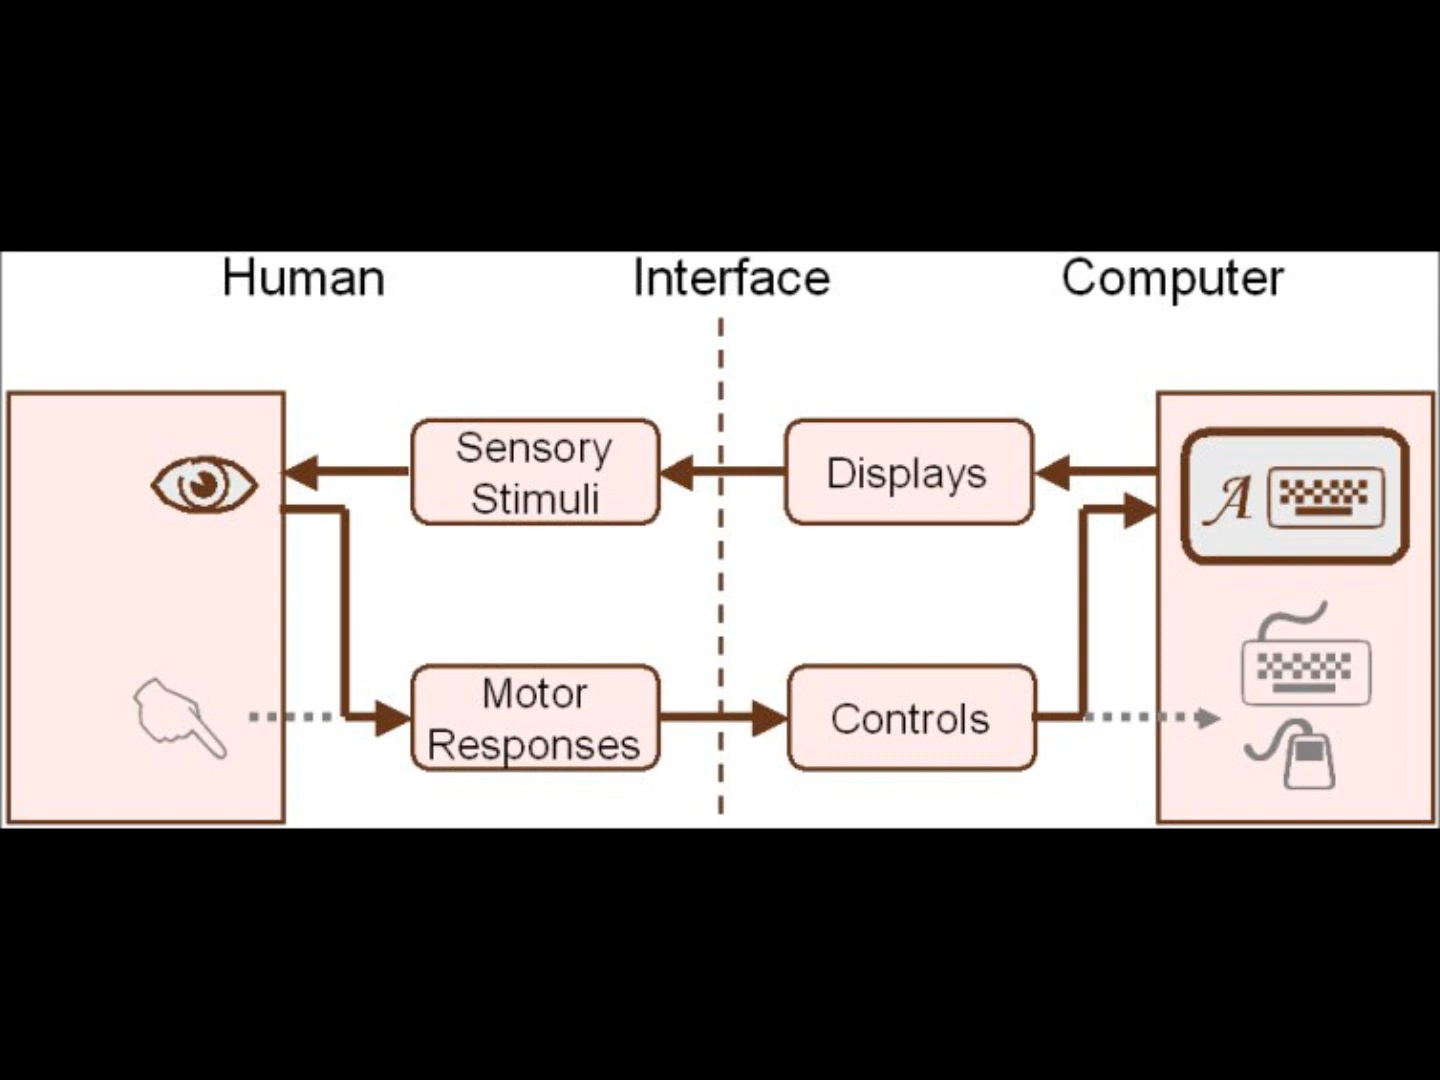 Human
Interface
Computer
Sensory
Stimuli
Displays
A
Motor
Responses
Controls